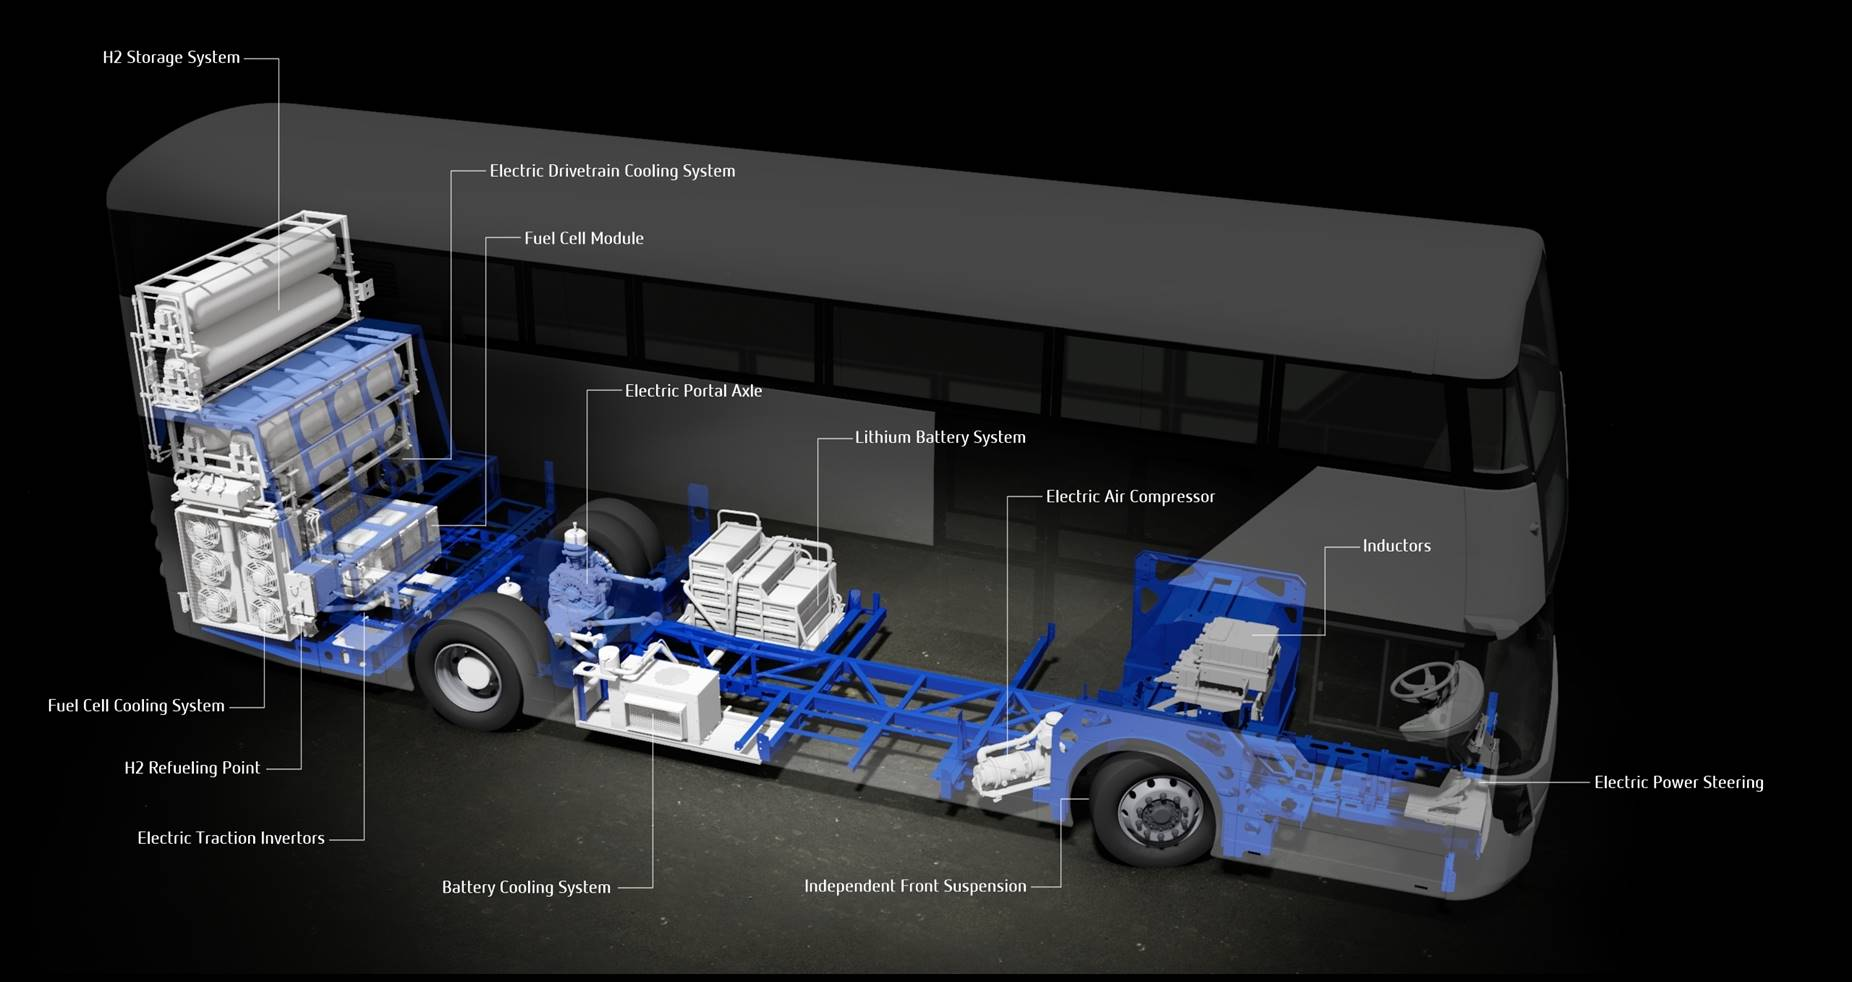 H2 Storage System
Electric Drivetrain Cooling System
Fuel Cell Module
Electric Portal Axle
Lithium Battery System
Electric Air Compressor
Inductors
Fuel Cell Cooling System
H2 Refueling Point
Electric Power Steering
Electric Traction Invertors
Battery Cooling System
Independent Front Suspension